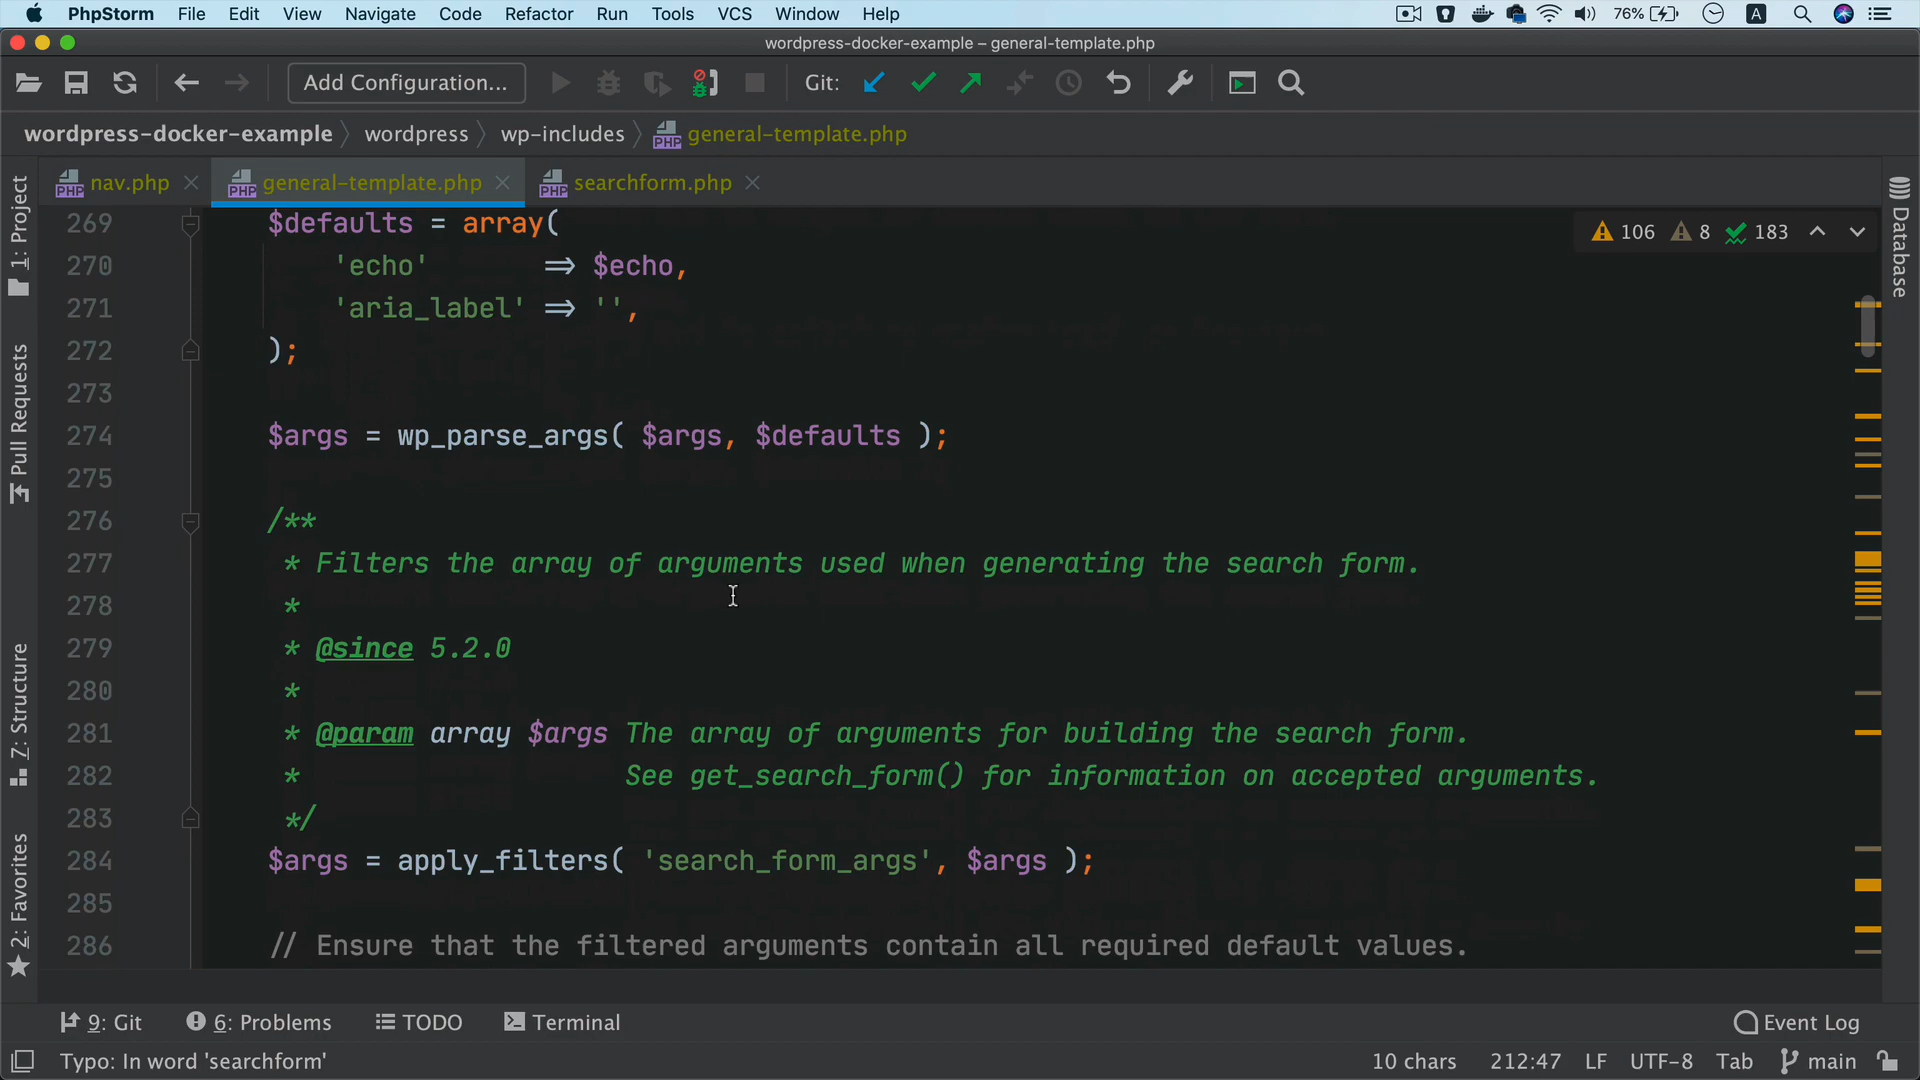 PhpStorm File Edit View Navigate Code Refactor Run Tools VCS Window Help 76% A
wordpress-docker-example – general-template.php
Add Configuration... Git:
wordpress-docker-example wordpress wp-includes general-template.php
nav.php general-template.php searchform.php
106 8 183
269 $defaults = array(
270 'echo' => $echo,
271 'aria_label' => '',
272 );
273
274 $args = wp_parse_args( $args, $defaults );
275
276 /**
277 * Filters the array of arguments used when generating the search form.
278 *
279 * @since 5.2.0
280 *
281 * @param array $args The array of arguments for building the search form.
282 * See get_search_form() for information on accepted arguments.
283 */
284 $args = apply_filters( 'search_form_args', $args );
285
286 // Ensure that the filtered arguments contain all required default values.
1: Project
Pull Requests
Z: Structure
2: Favorites
Database
9: Git 6: Problems TODO Terminal Event Log
Typo: In word 'searchform' 10 chars 212:47 LF UTF-8 Tab main